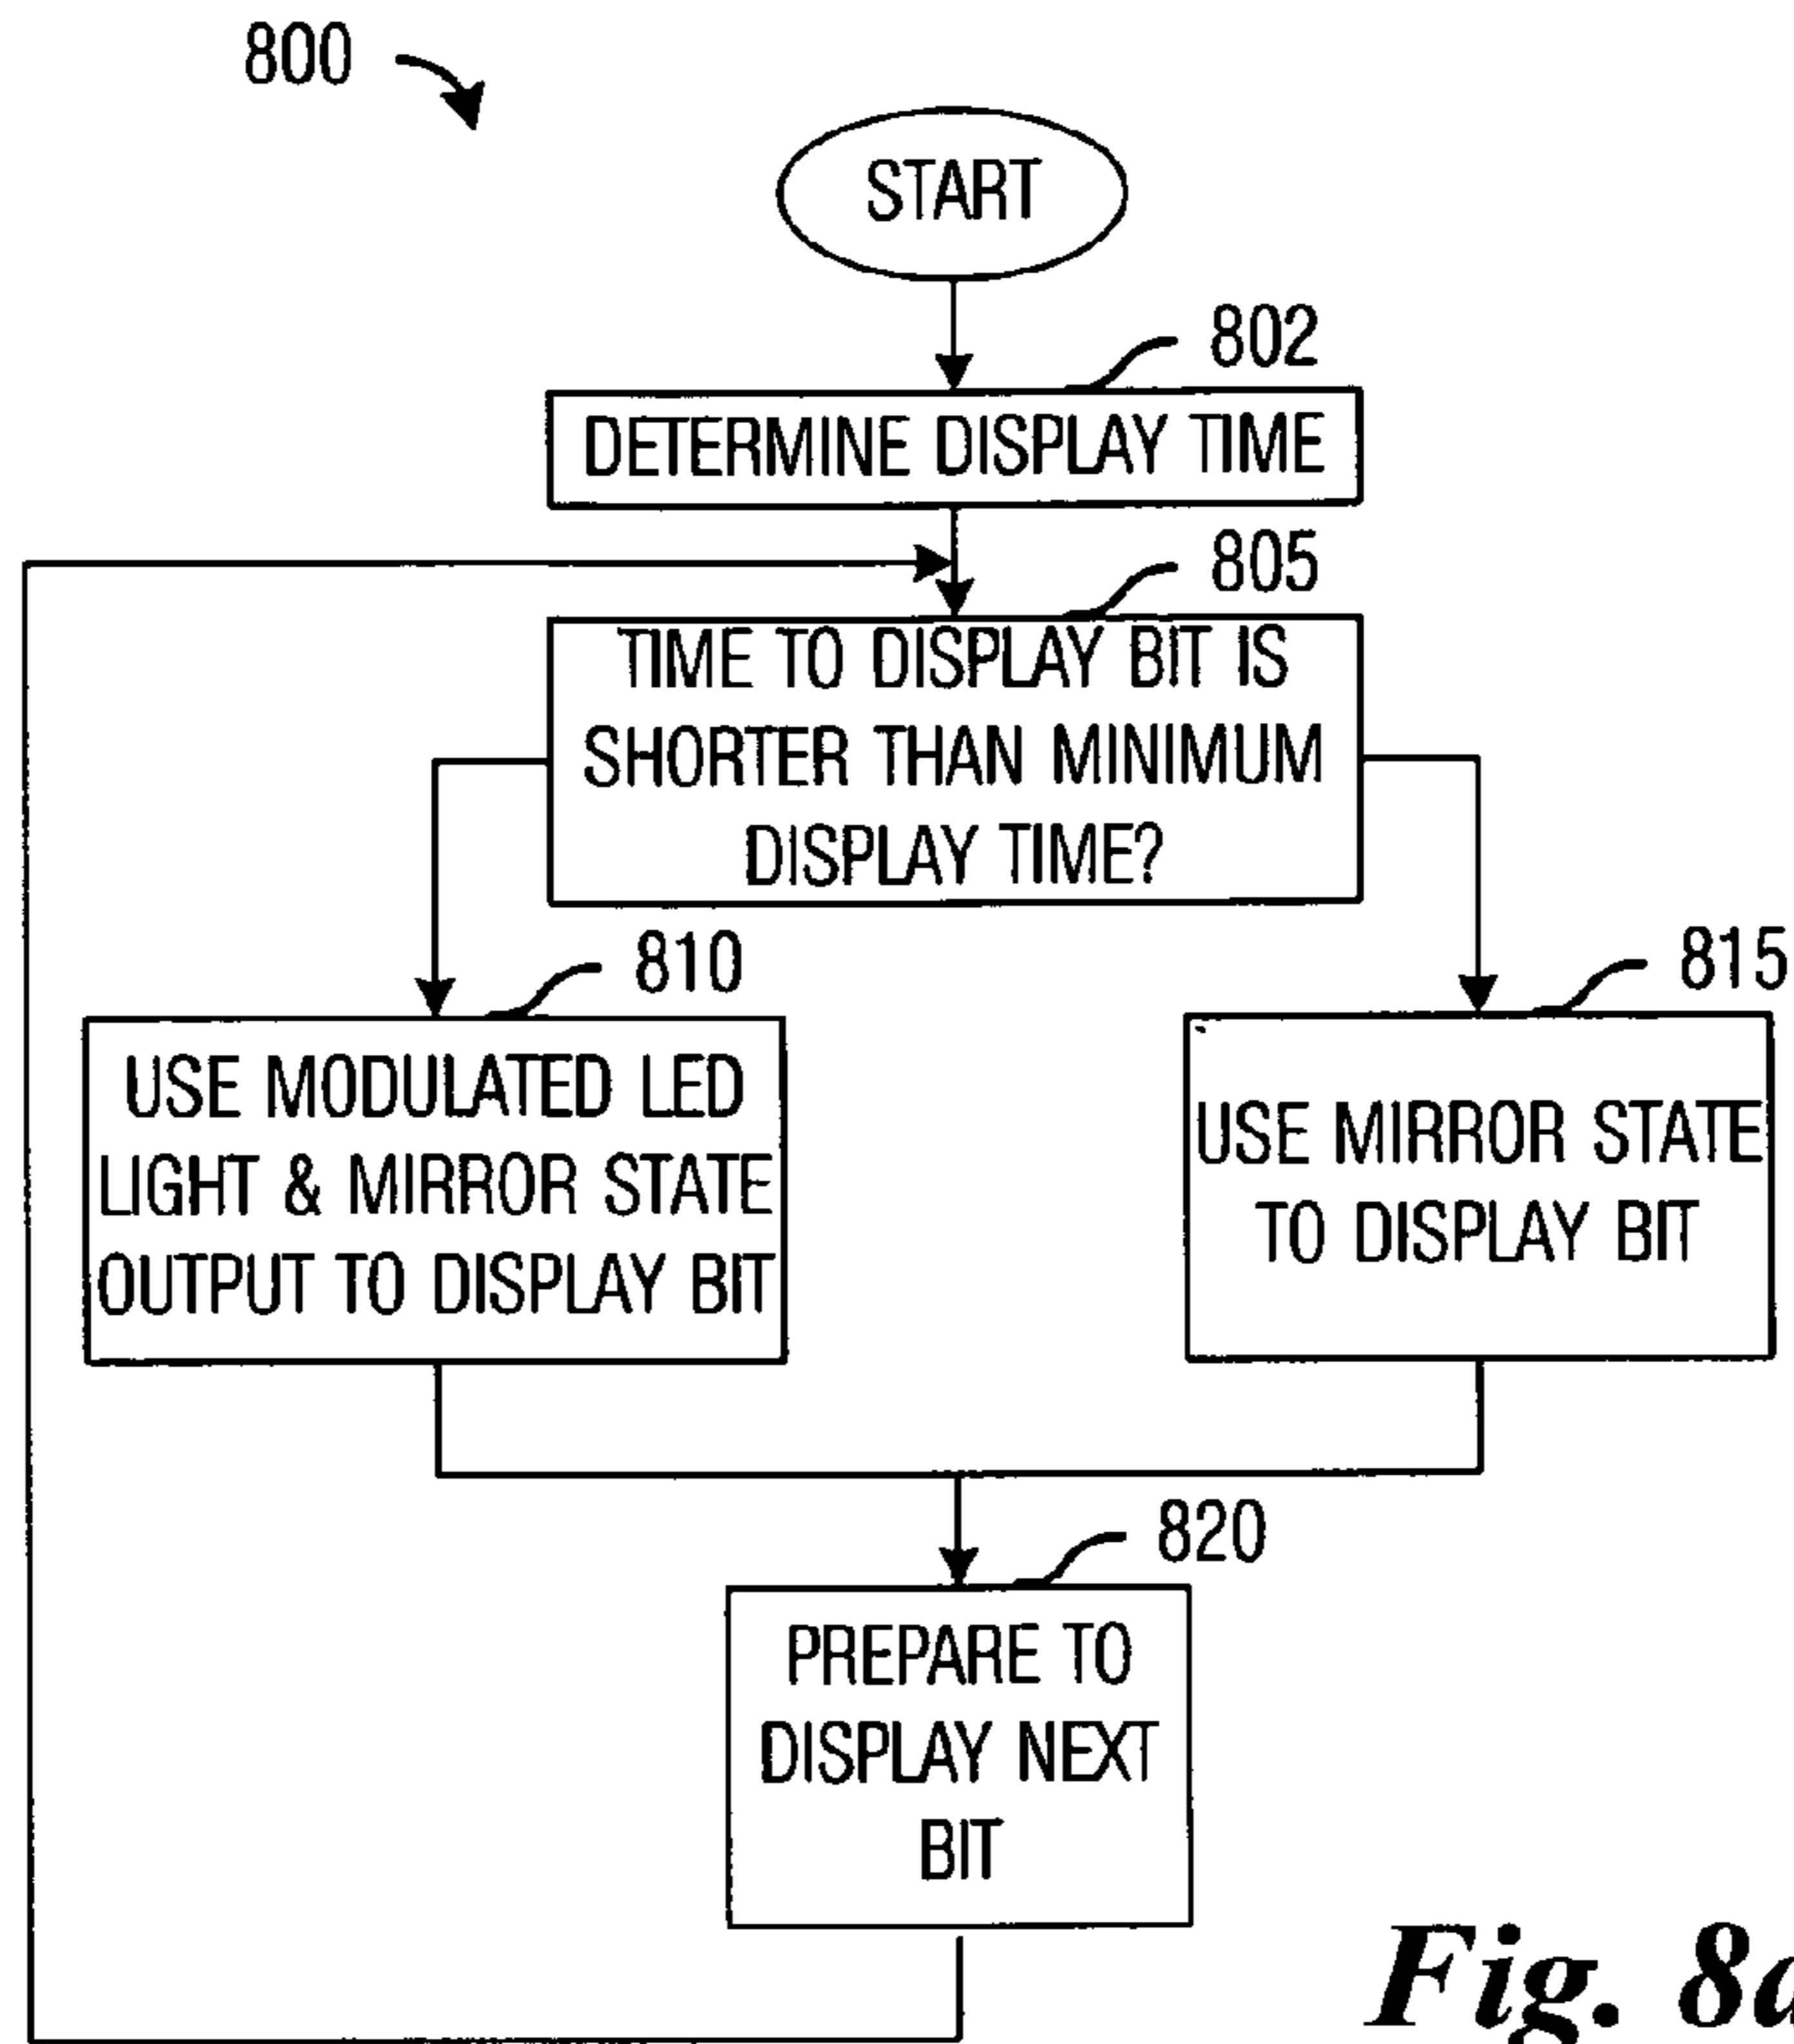 800
START
802
DETERMINE DISPLAY TIME
805
TIME TO DISPLAY BIT IS
SHORTER THAN MINIMUM
DISPLAY TIME?
810
USE MODULATED LED
LIGHT & MIRROR STATE
OUTPUT TO DISPLAY BIT
815
USE MIRROR STATE
TO DISPLAY BIT
820
PREPARE TO
DISPLAY NEXT
BIT
Fig. 8a